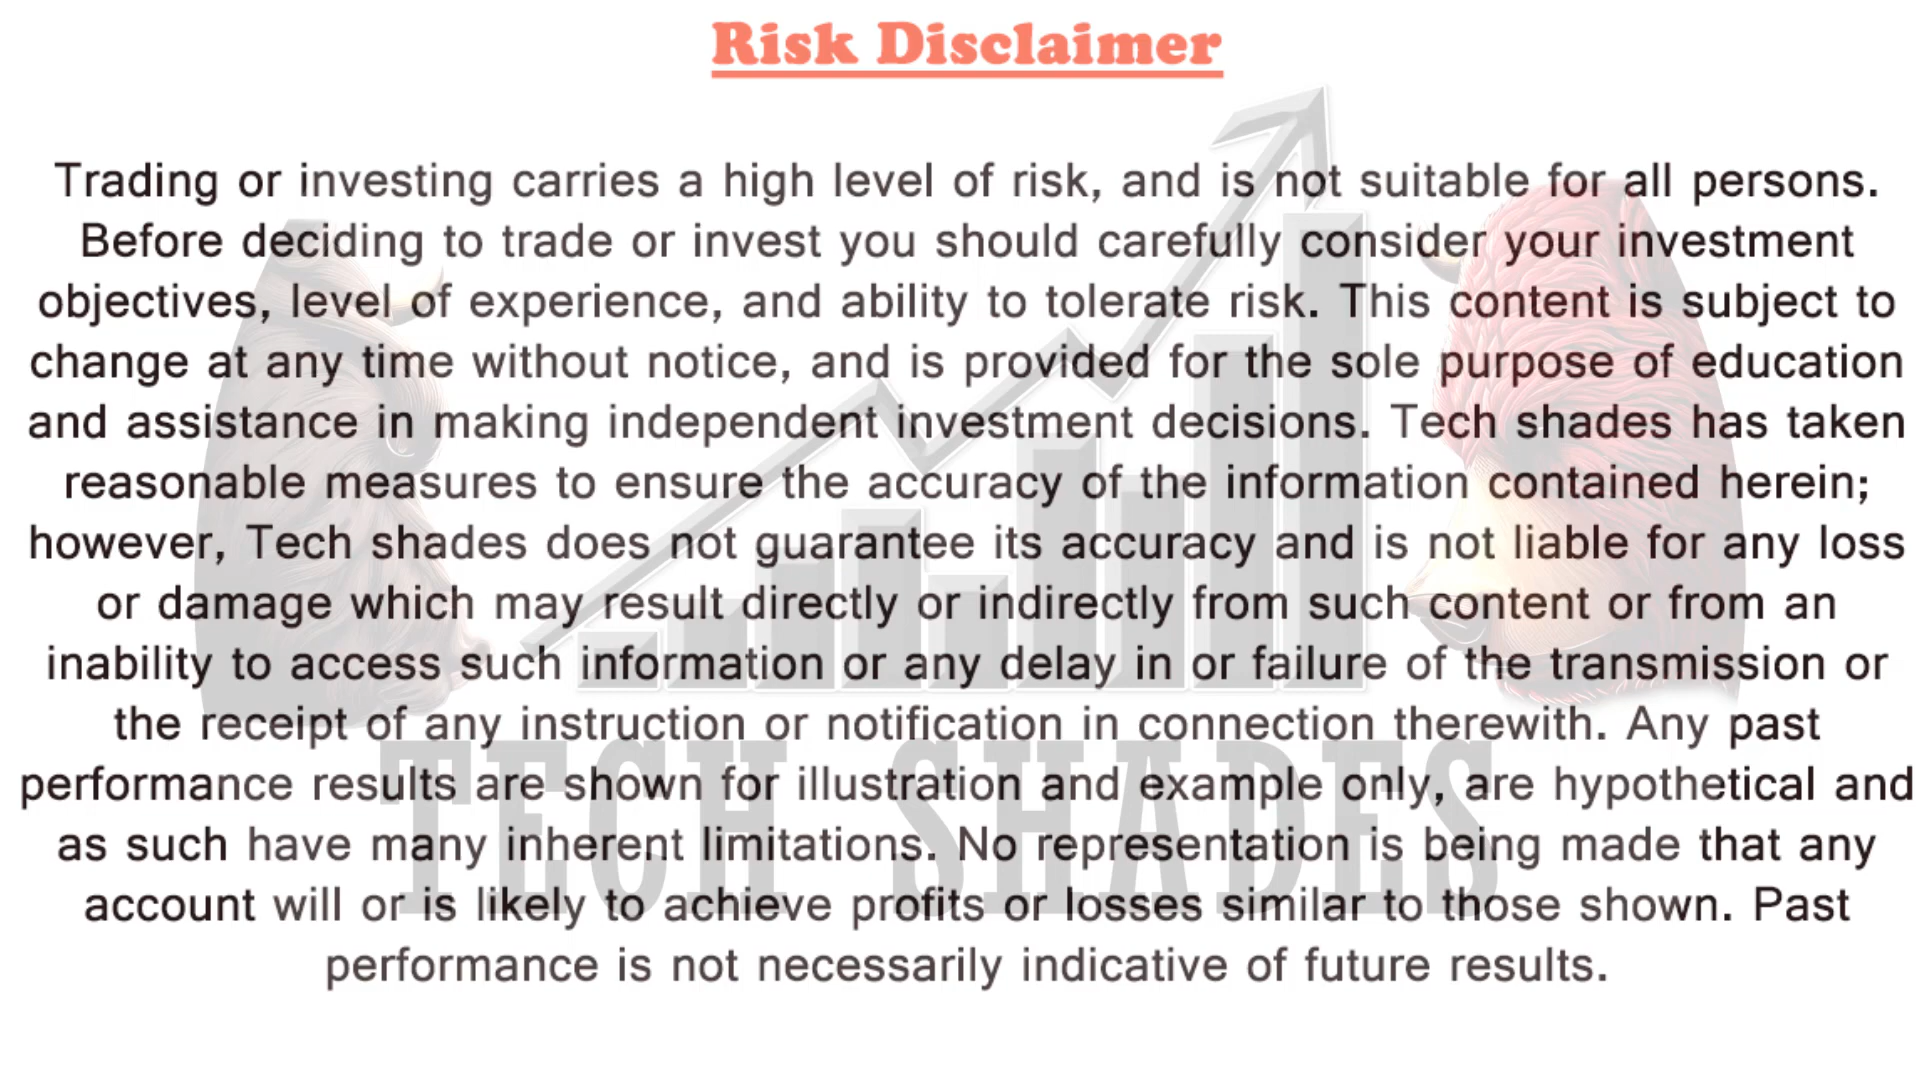 Risk Disclaimer
Trading or investing carries a high level of risk, and is not suitable for all persons.
Before deciding to trade or invest you should carefully consider your investment
objectives, level of experience, and ability to tolerate risk. This content is subject to
change at any time without notice, and is provided for the sole purpose of education
and assistance in making independent investment decisions. Tech shades has taken
reasonable measures to ensure the accuracy of the information contained herein;
however, Tech shades does not guarantee its accuracy and is not liable for any loss
or damage which may result directly or indirectly from such content or from an
inability to access such information or any delay in or failure of the transmission or
the receipt of any instruction or notification in connection therewith. Any past
performance results are shown for illustration and example only, are hypothetical and
as such have many inherent limitations. No representation is being made that any
account will or is likely to achieve profits or losses similar to those shown. Past
performance is not necessarily indicative of future results.
TECH SHADES